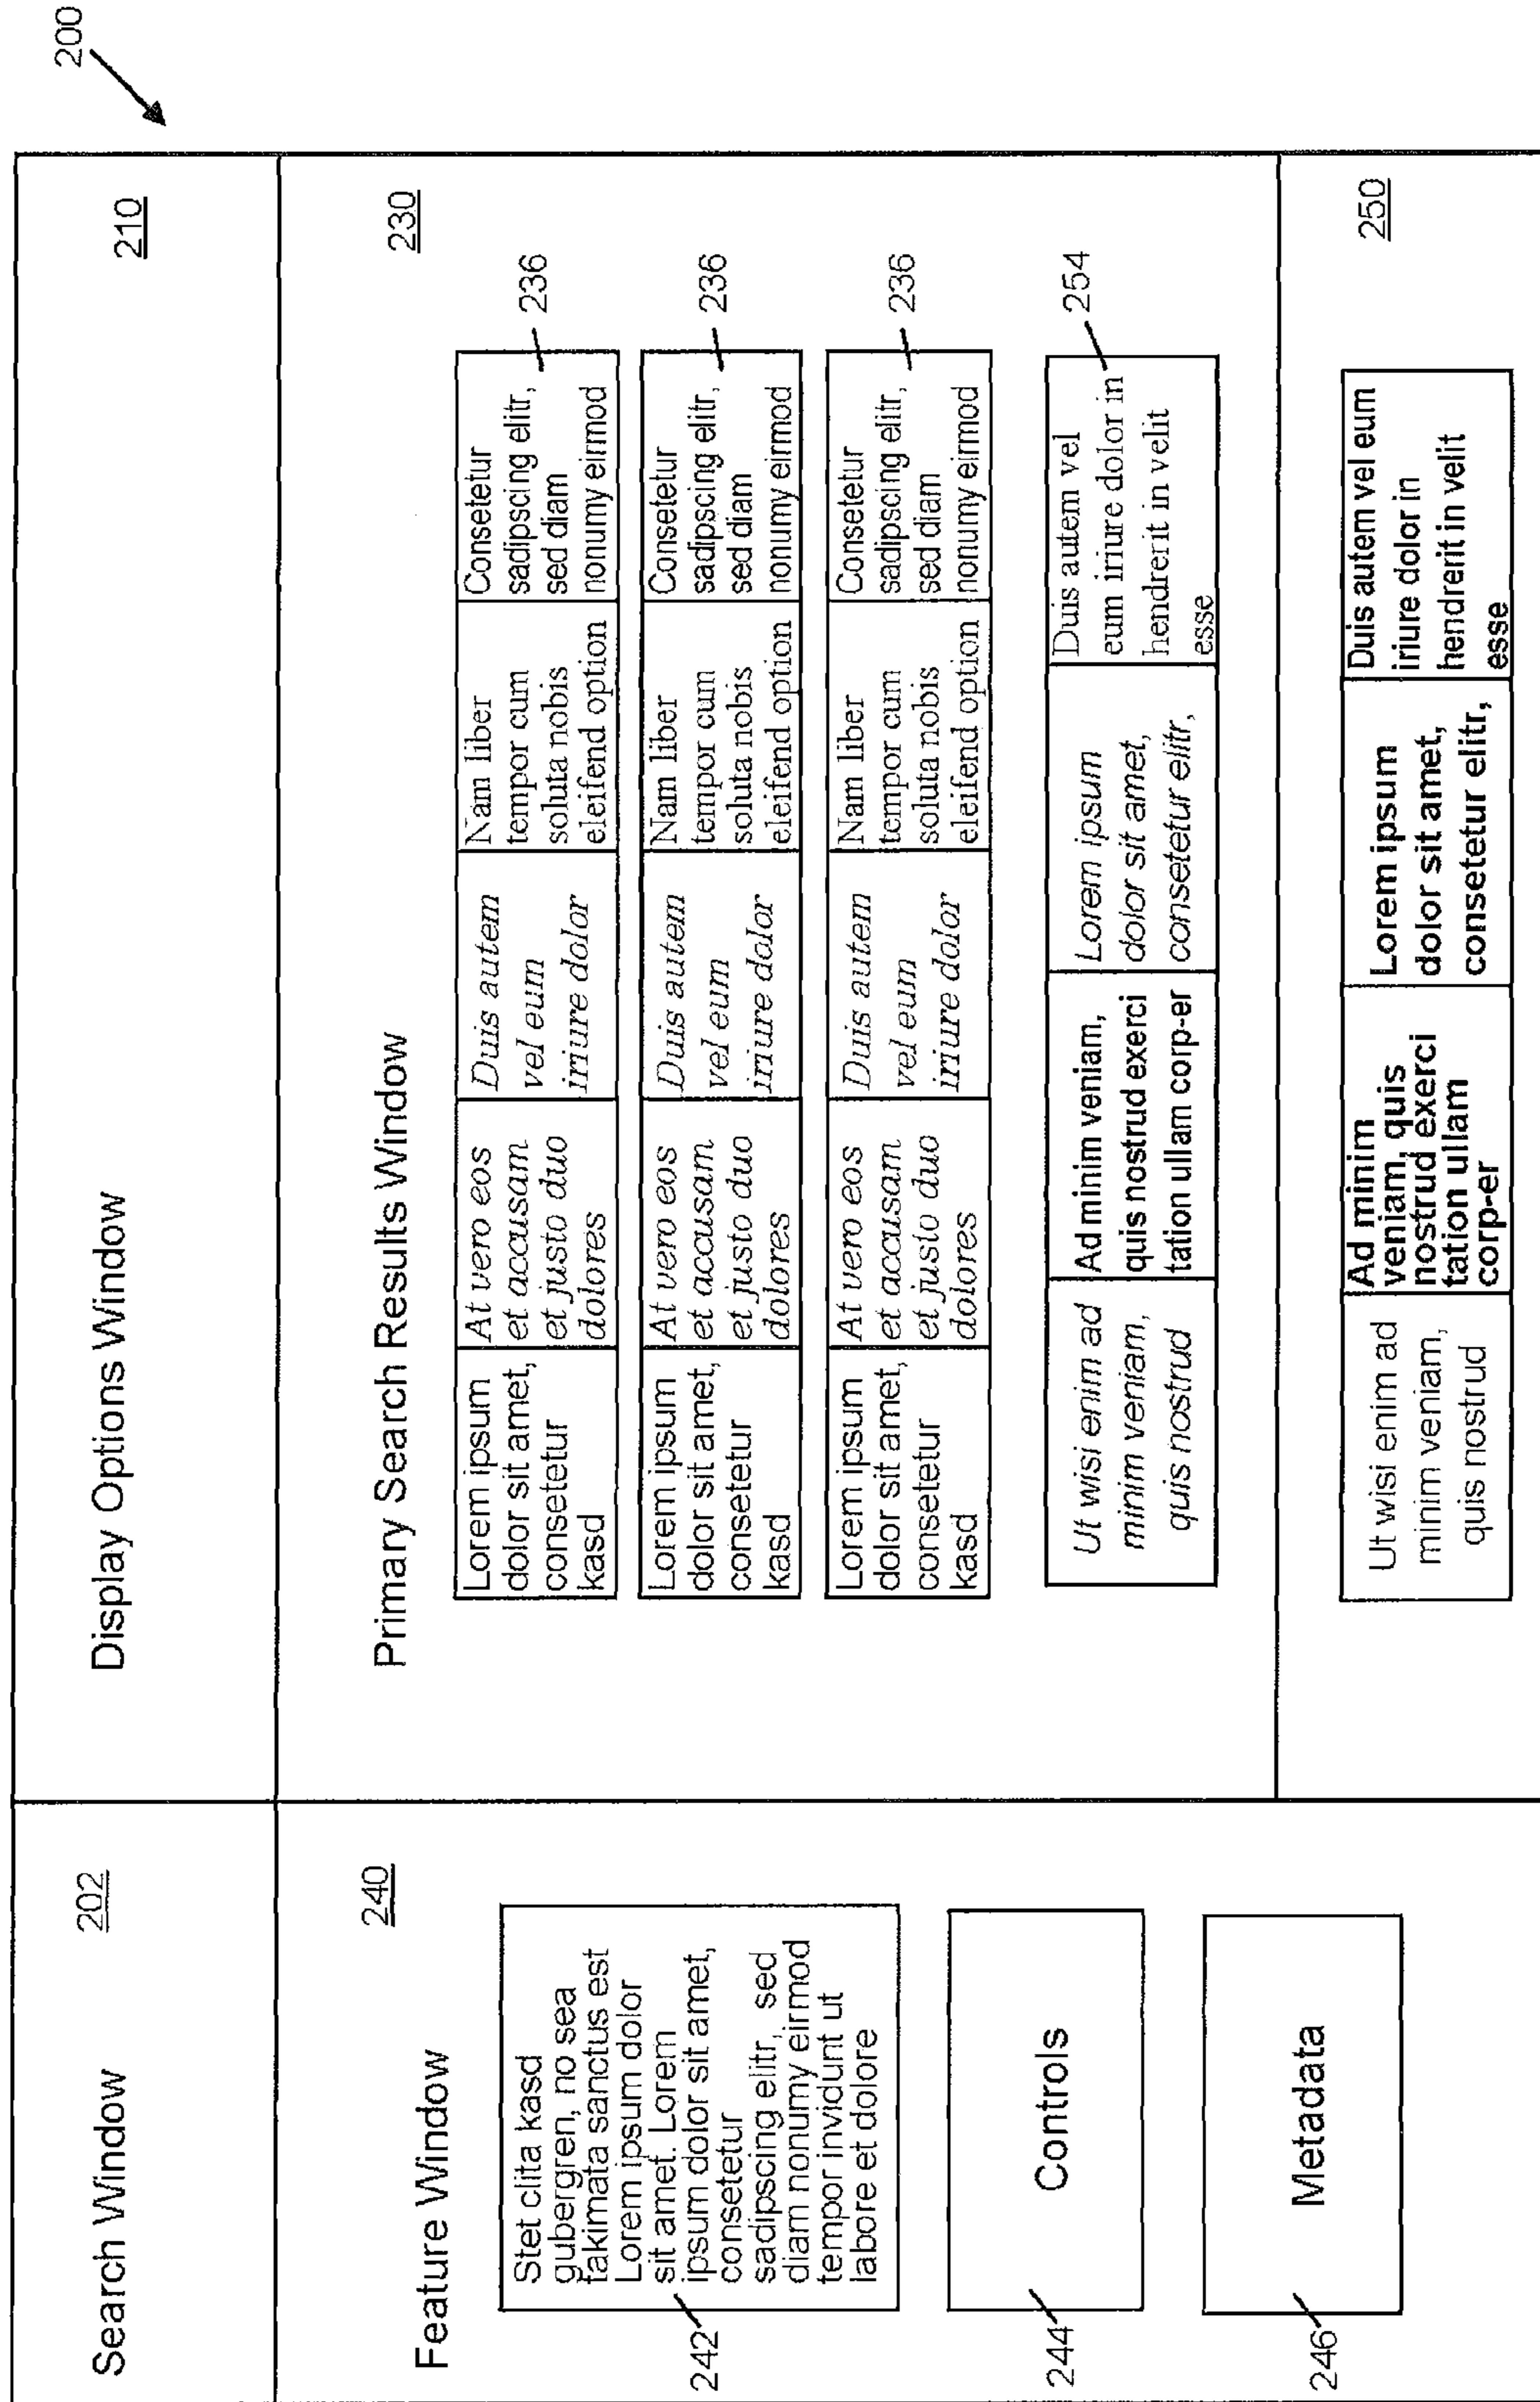 200
Search Window
202
Display Options Window
210
Feature Window
240
Stet clita kasd
gubergren, no sea
takimata sanctus est
Lorem ipsum dolor
sit amet. Lorem
ipsum dolor sit amet,
consetetur
sadipscing elitr, sed
diam nonumy eirmod
tempor invidunt ut
labore et dolore
242
Controls
244
Metadata
246
Primary Search Results Window
230
Lorem ipsum
dolor sit amet,
consetetur
kasd
At vero eos
et accusam
et justo duo
dolores
Duis autem
vel eum
iriure dolor
Nam liber
tempor cum
soluta nobis
eleifend option
Consetetur
sadipscing elitr,
sed diam
nonumy eirmod
236
Lorem ipsum
dolor sit amet,
consetetur
kasd
At vero eos
et accusam
et justo duo
dolores
Duis autem
vel eum
iriure dolor
Nam liber
tempor cum
soluta nobis
eleifend option
Consetetur
sadipscing elitr,
sed diam
nonumy eirmod
236
Lorem ipsum
dolor sit amet,
consetetur
kasd
At vero eos
et accusam
et justo duo
dolores
Duis autem
vel eum
iriure dolor
Nam liber
tempor cum
soluta nobis
eleifend option
Consetetur
sadipscing elitr,
sed diam
nonumy eirmod
236
Ut wisi enim ad
minim veniam,
quis nostrud
Ad minim veniam,
quis nostrud exerci
tation ullam corp-er
Lorem ipsum
dolor sit amet,
consetetur elitr,
Duis autem vel
eum iriure dolor in
hendrerit in velit
esse
254
250
Ut wisi enim ad
minim veniam,
quis nostrud
Ad minim
veniam, quis
nostrud exerci
tation ullam
corp-er
Lorem ipsum
dolor sit amet,
consetetur elitr,
Duis autem vel eum
iriure dolor in
hendrerit in velit
esse